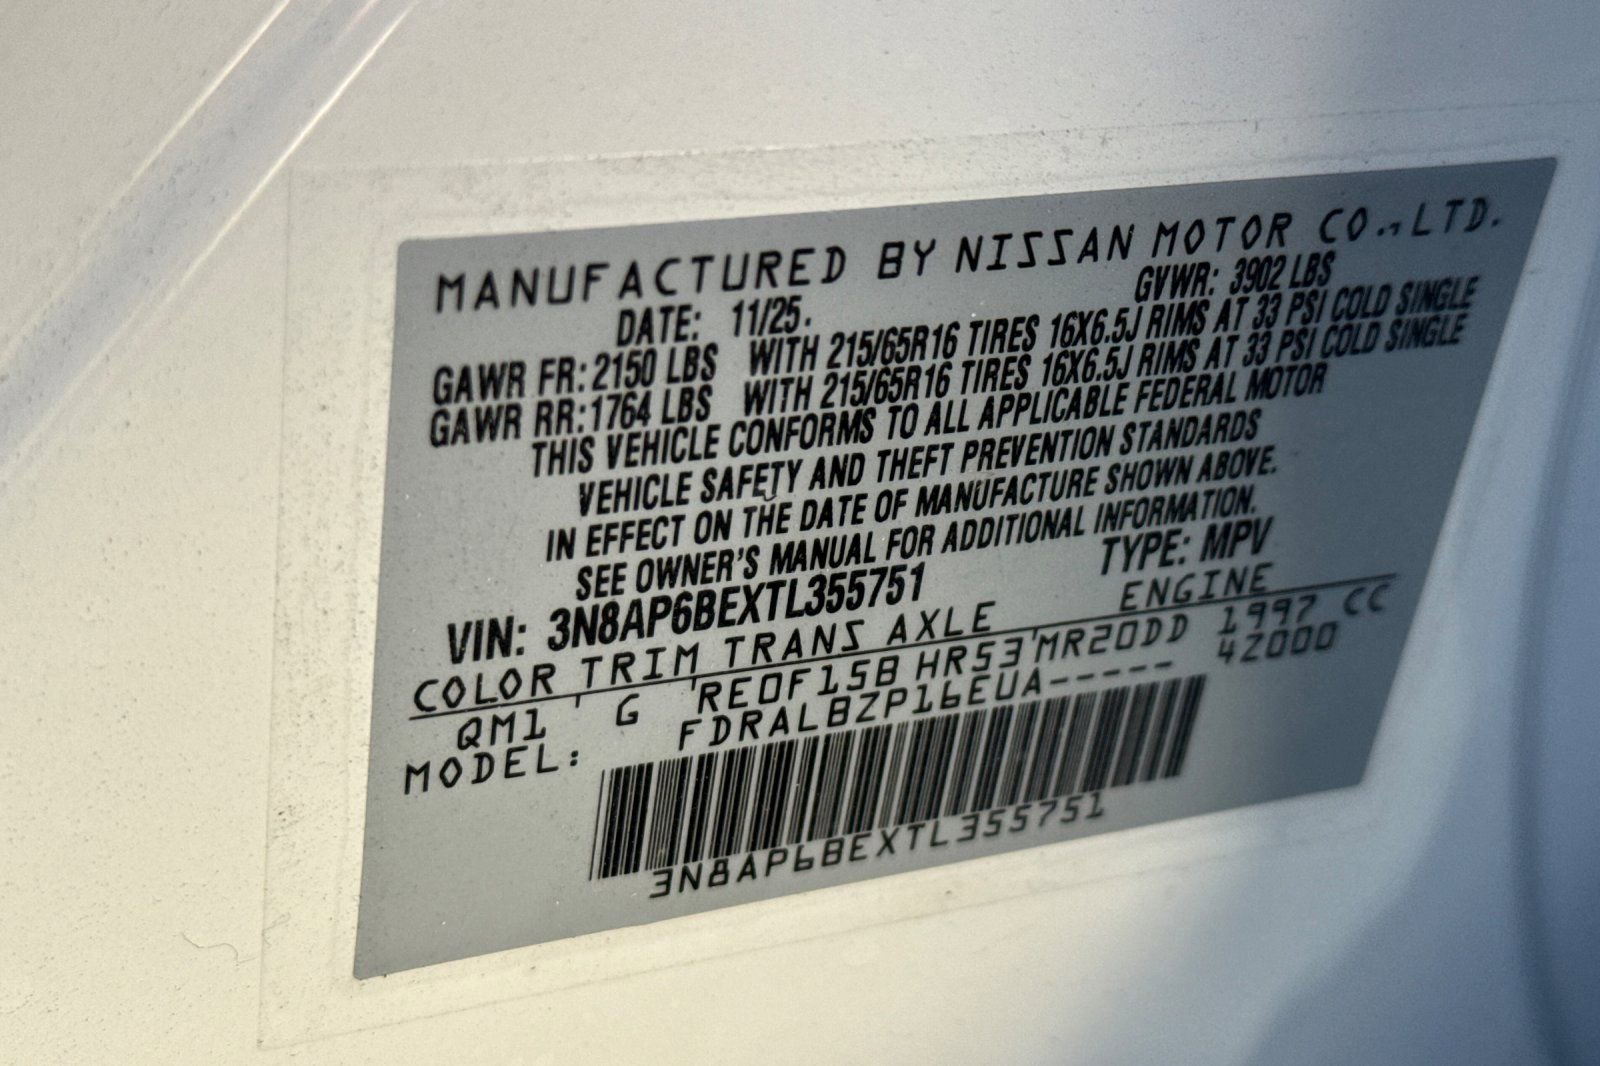 MANUFACTURED BY NISSAN MOTOR CO., LTD.
DATE: 11/25. GVWR: 3902 LBS
GAWR FR: 2150 LBS WITH 215/65R16 TIRES 16X6.5J RIMS AT 33 PSI COLD SINGLE
GAWR RR: 1764 LBS WITH 215/65R16 TIRES 16X6.5J RIMS AT 33 PSI COLD SINGLE
THIS VEHICLE CONFORMS TO ALL APPLICABLE FEDERAL MOTOR
VEHICLE SAFETY AND THEFT PREVENTION STANDARDS
IN EFFECT ON THE DATE OF MANUFACTURE SHOWN ABOVE.
SEE OWNER'S MANUAL FOR ADDITIONAL INFORMATION.
VIN: 3N8AP6BEXTL355751 TYPE: MPV
COLOR TRIM TRANS AXLE ENGINE
QM1 G RE0F15B HR53 MR20DD 1997 CC
MODEL: FDRALBZP16EUA----- 4Z000
3N8AP6BEXTL355751